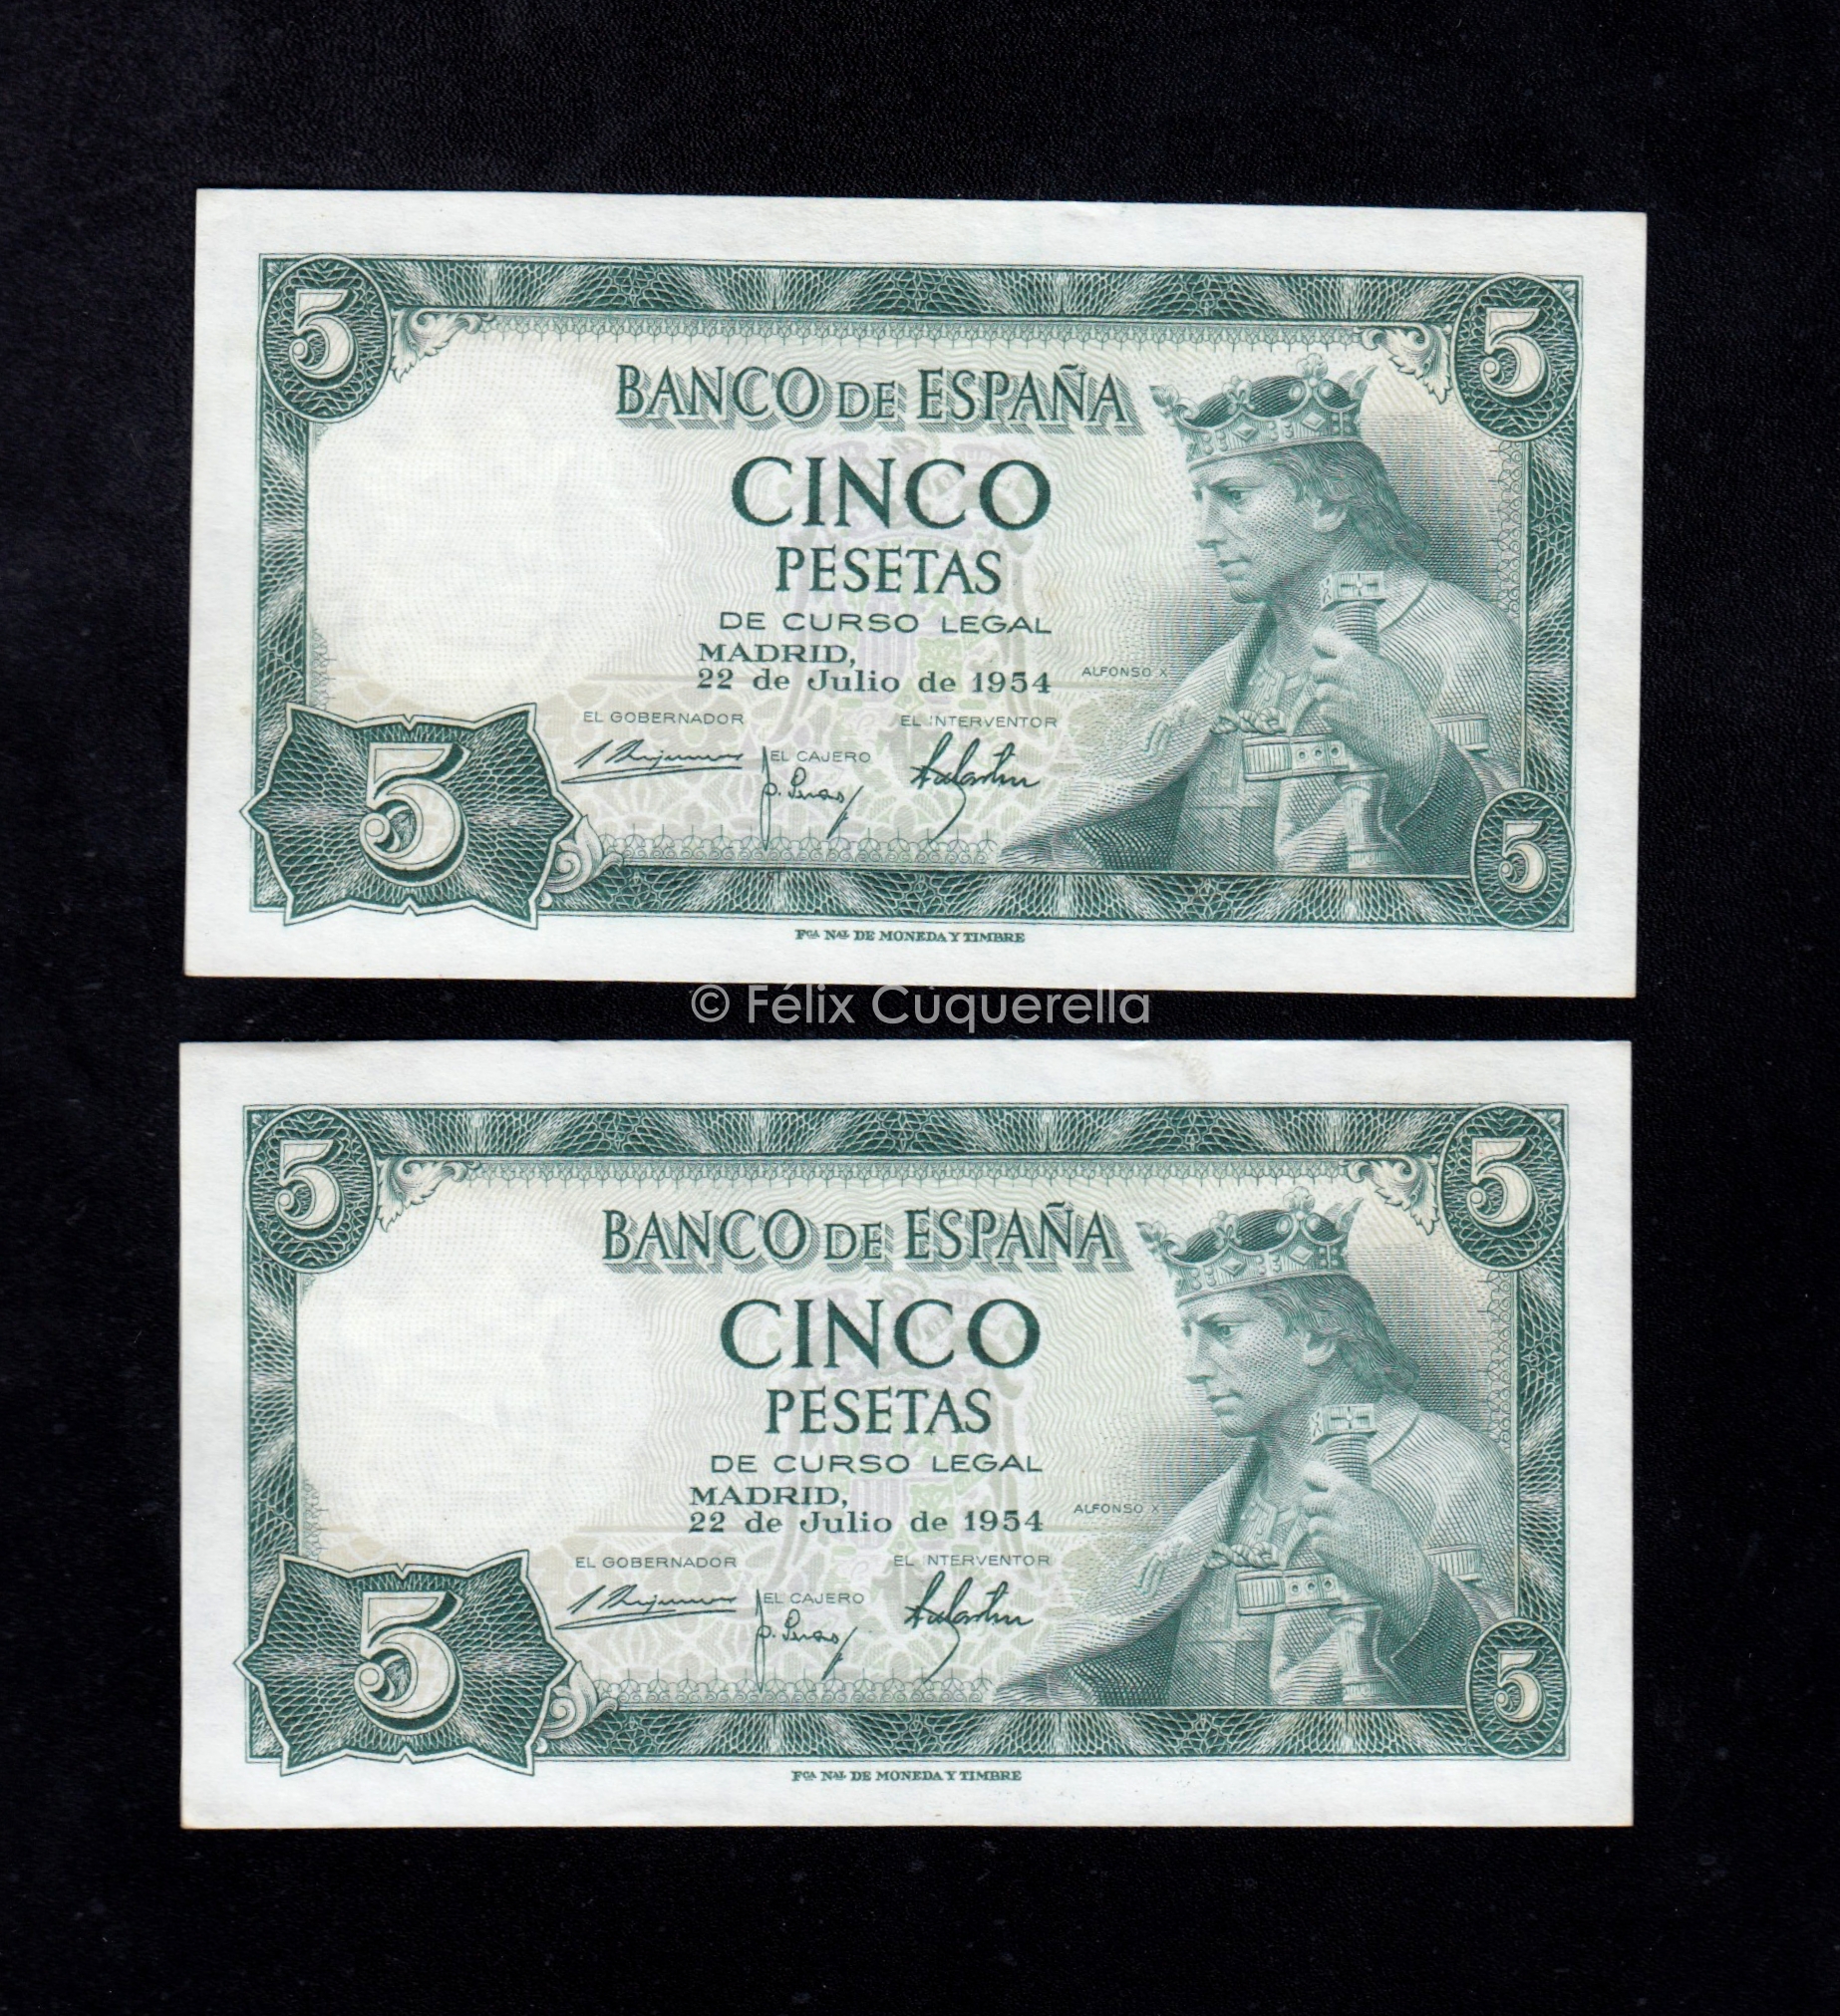 5 5
BANCO DE ESPAÑA
CINCO
PESETAS
DE CURSO LEGAL
MADRID,
22 de Julio de 1954
ALFONSO X
EL GOBERNADOR EL INTERVENTOR
EL CAJERO
5 5
Fca NAL DE MONEDA Y TIMBRE
© Félix Cuquerella
5 5
BANCO DE ESPAÑA
CINCO
PESETAS
DE CURSO LEGAL
MADRID,
22 de Julio de 1954
ALFONSO X
EL GOBERNADOR EL NTERVENTOR
EL CAJERO
5 5
Fca NAL DE MONEDA Y TIMBRE